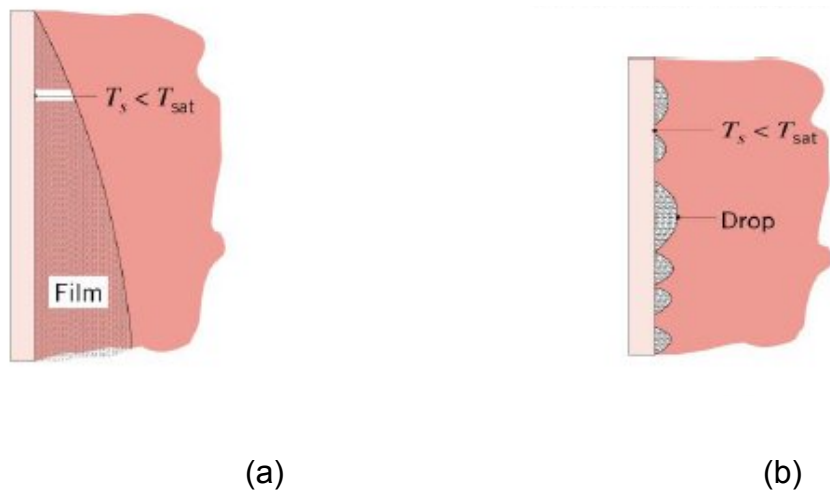 T_s < T_sat
Film
(a)
T_s < T_sat
Drop
(b)